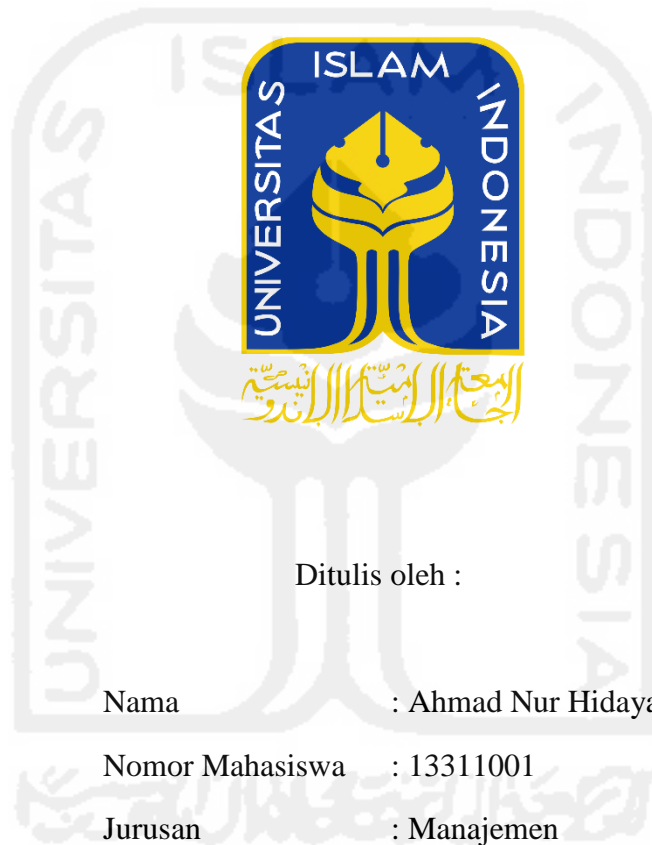 ISLAM
UNIVERSITAS
INDONESIA
الجامعة الإسلامية الإندونيسية
Ditulis oleh :
Nama : Ahmad Nur Hidaya
Nomor Mahasiswa : 13311001
Jurusan : Manajemen